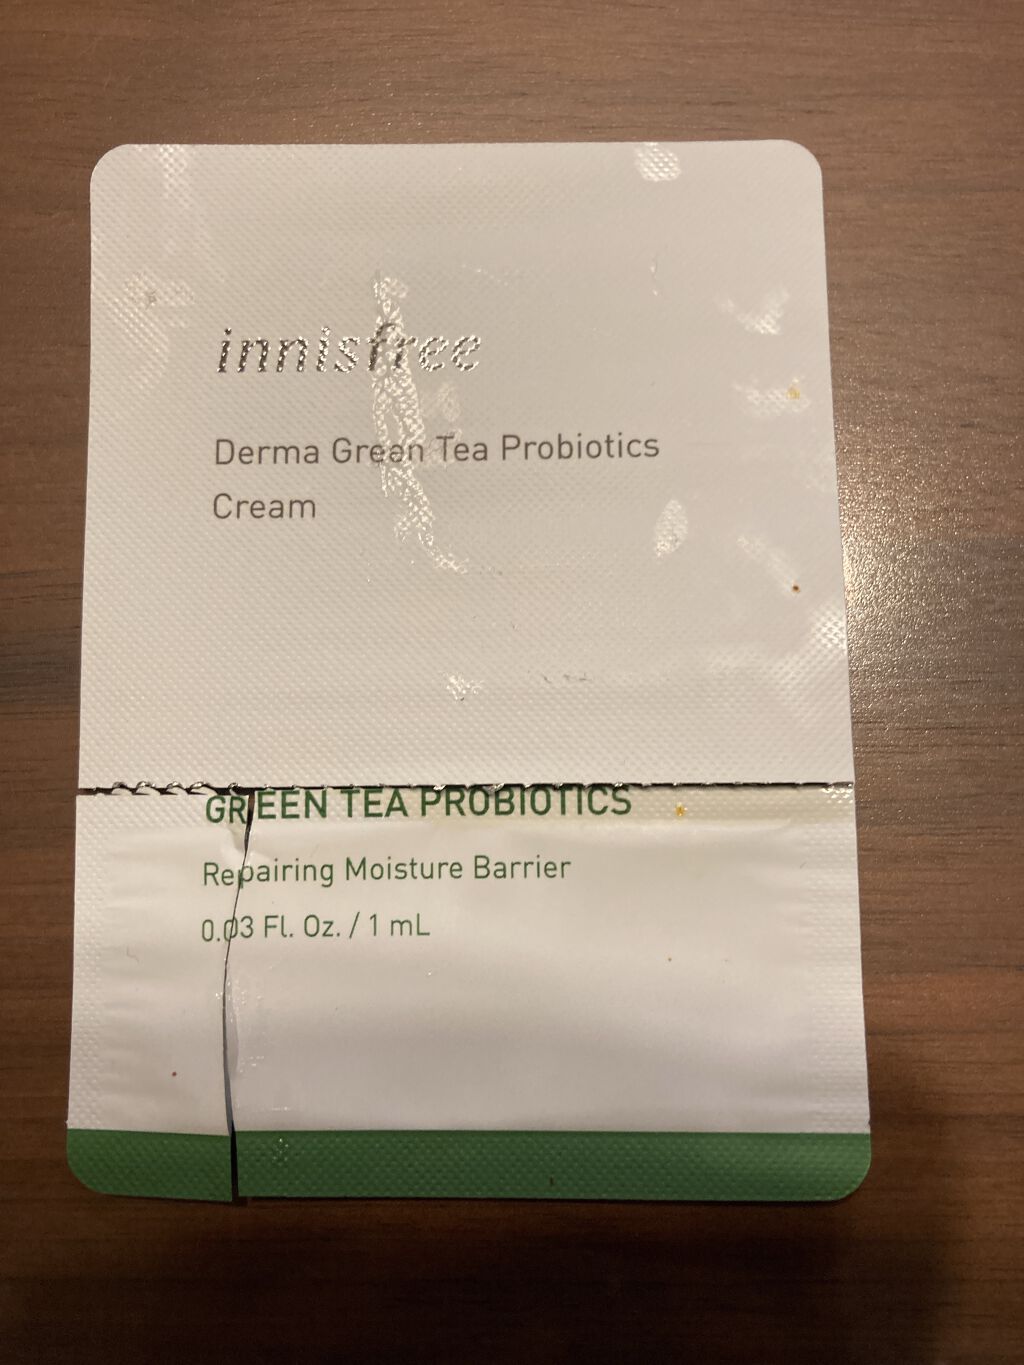 innisfree
Derma Green Tea Probiotics
Cream
GREEN TEA PROBIOTICS
Repairing Moisture Barrier
0.03 Fl. Oz. / 1 mL